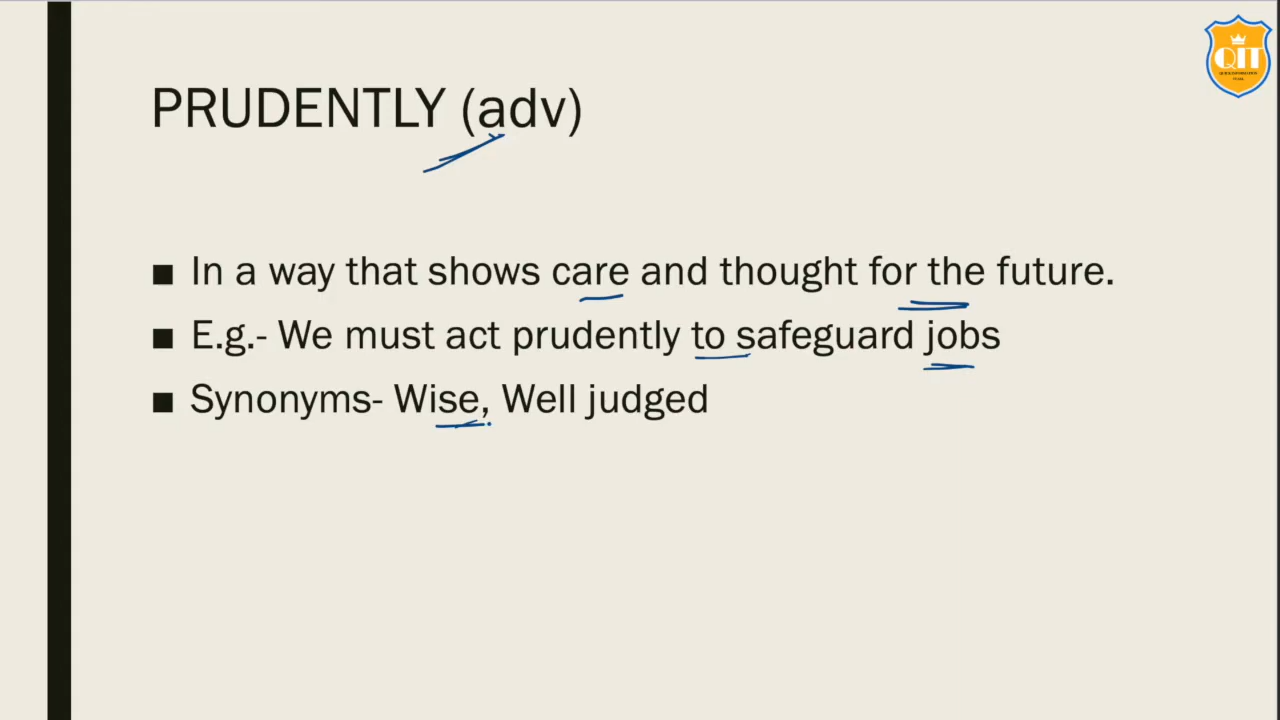 QIT
PRUDENTLY (adv)
■ In a way that shows care and thought for the future.
■ E.g.- We must act prudently to safeguard jobs
■ Synonyms- Wise, Well judged